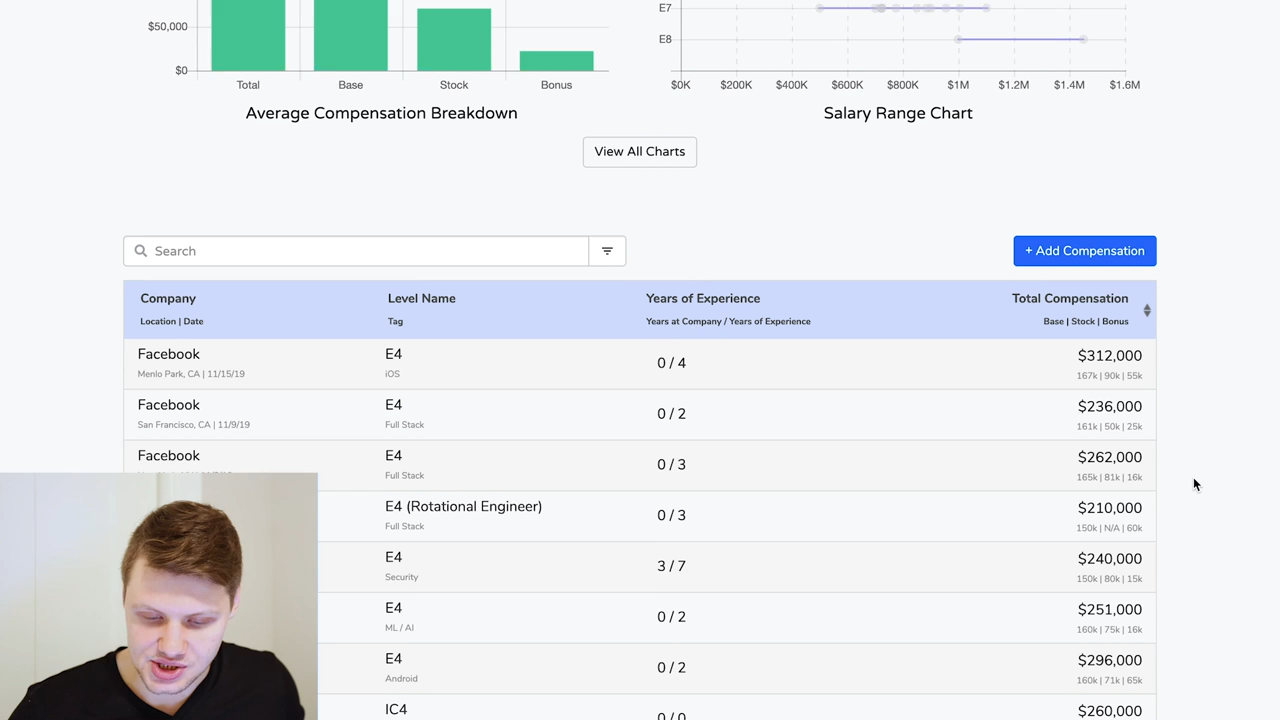 E7
$50,000
E8
$0
Total Base Stock Bonus
$0K $200K $400K $600K $800K $1M $1.2M $1.4M $1.6M
Average Compensation Breakdown
Salary Range Chart
View All Charts
Search
+ Add Compensation
Company Level Name Years of Experience Total Compensation
Location | Date Tag Years at Company / Years of Experience Base | Stock | Bonus
Facebook E4 0 / 4 $312,000
Menlo Park, CA | 11/15/19 iOS 167k | 90k | 55k
Facebook E4 0 / 2 $236,000
San Francisco, CA | 11/9/19 Full Stack 161k | 50k | 25k
Facebook E4 0 / 3 $262,000
Full Stack 165k | 81k | 16k
E4 (Rotational Engineer) 0 / 3 $210,000
Full Stack 150k | N/A | 60k
E4 3 / 7 $240,000
Security 150k | 80k | 15k
E4 0 / 2 $251,000
ML / AI 160k | 75k | 16k
E4 0 / 2 $296,000
Android 160k | 71k | 65k
IC4 0 / 0 $260,000